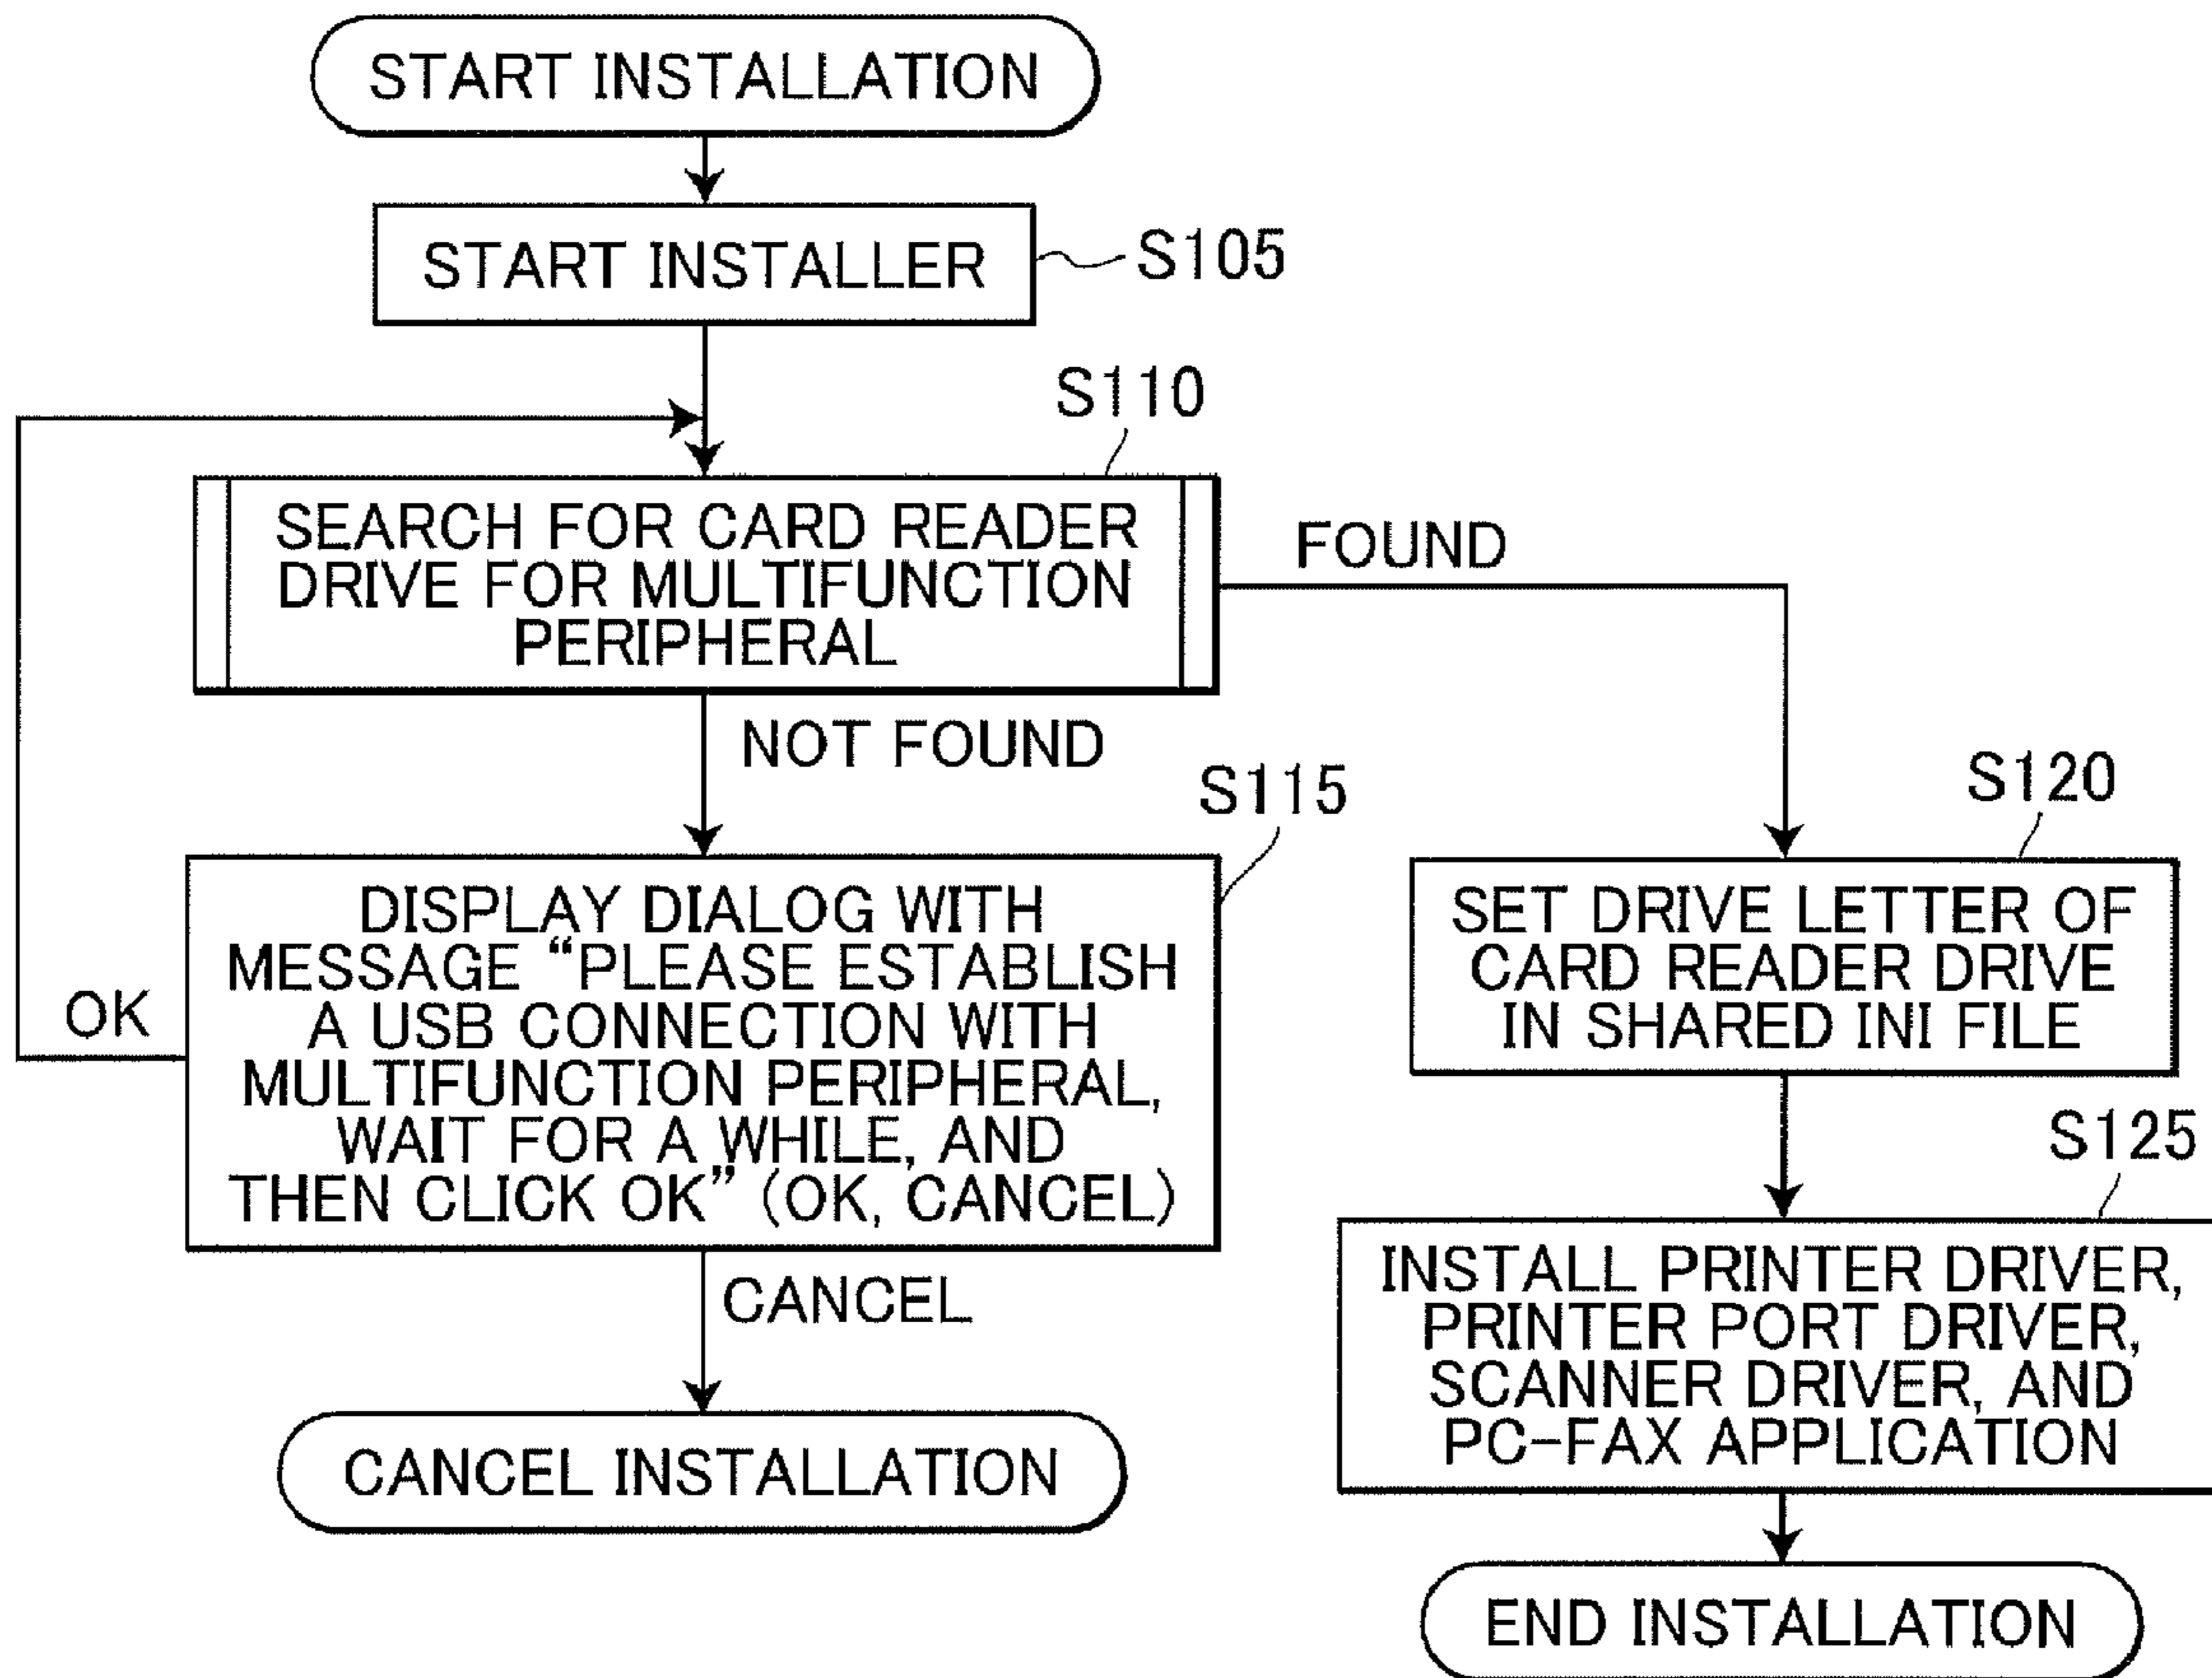 START INSTALLATION
START INSTALLER
S105
S110
SEARCH FOR CARD READER
DRIVE FOR MULTIFUNCTION
PERIPHERAL
FOUND
NOT FOUND
S115
DISPLAY DIALOG WITH
MESSAGE “PLEASE ESTABLISH
A USB CONNECTION WITH
MULTIFUNCTION PERIPHERAL,
WAIT FOR A WHILE, AND
THEN CLICK OK” (OK, CANCEL)
OK
CANCEL
CANCEL INSTALLATION
S120
SET DRIVE LETTER OF
CARD READER DRIVE
IN SHARED INI FILE
S125
INSTALL PRINTER DRIVER,
PRINTER PORT DRIVER,
SCANNER DRIVER, AND
PC-FAX APPLICATION
END INSTALLATION